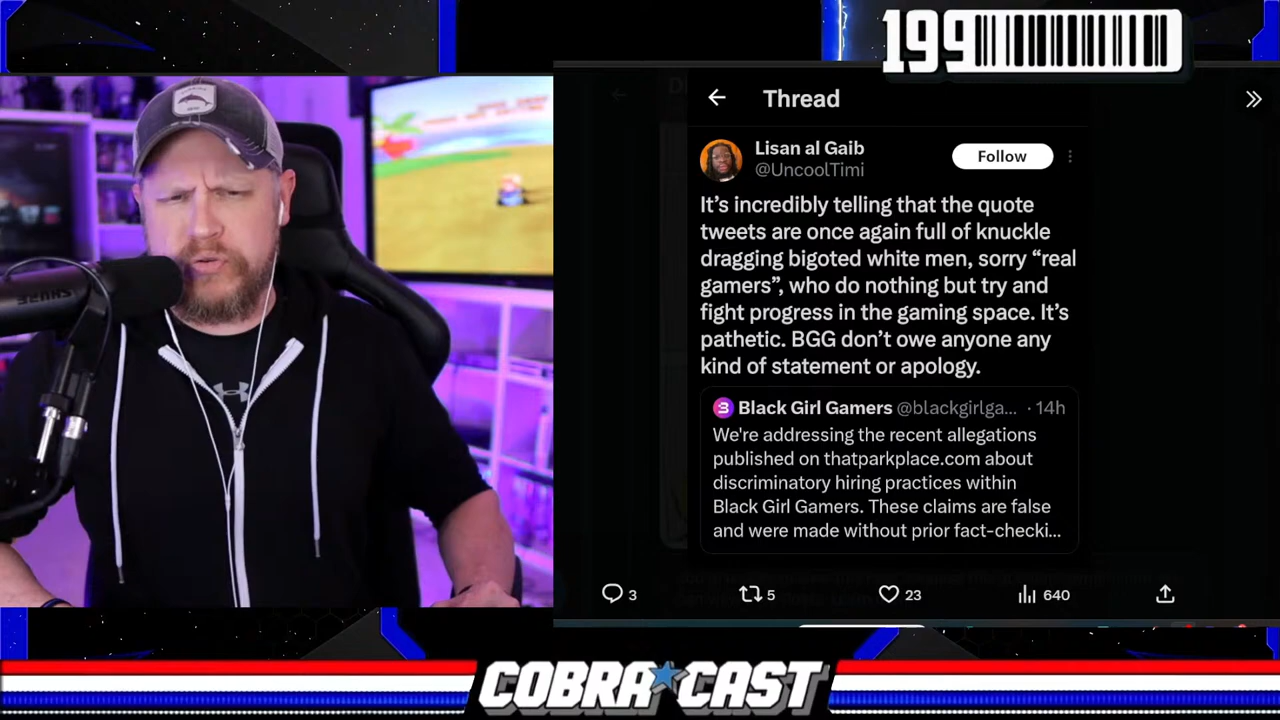 199
Thread
Lisan al Gaib
@UncoolTimi
Follow
It’s incredibly telling that the quote
tweets are once again full of knuckle
dragging bigoted white men, sorry “real
gamers”, who do nothing but try and
fight progress in the gaming space. It’s
pathetic. BGG don’t owe anyone any
kind of statement or apology.
Black Girl Gamers @blackgirlga... · 14h
We're addressing the recent allegations
published on thatparkplace.com about
discriminatory hiring practices within
Black Girl Gamers. These claims are false
and were made without prior fact-checki...
3
5
23
640
SHURE
COBRA CAST